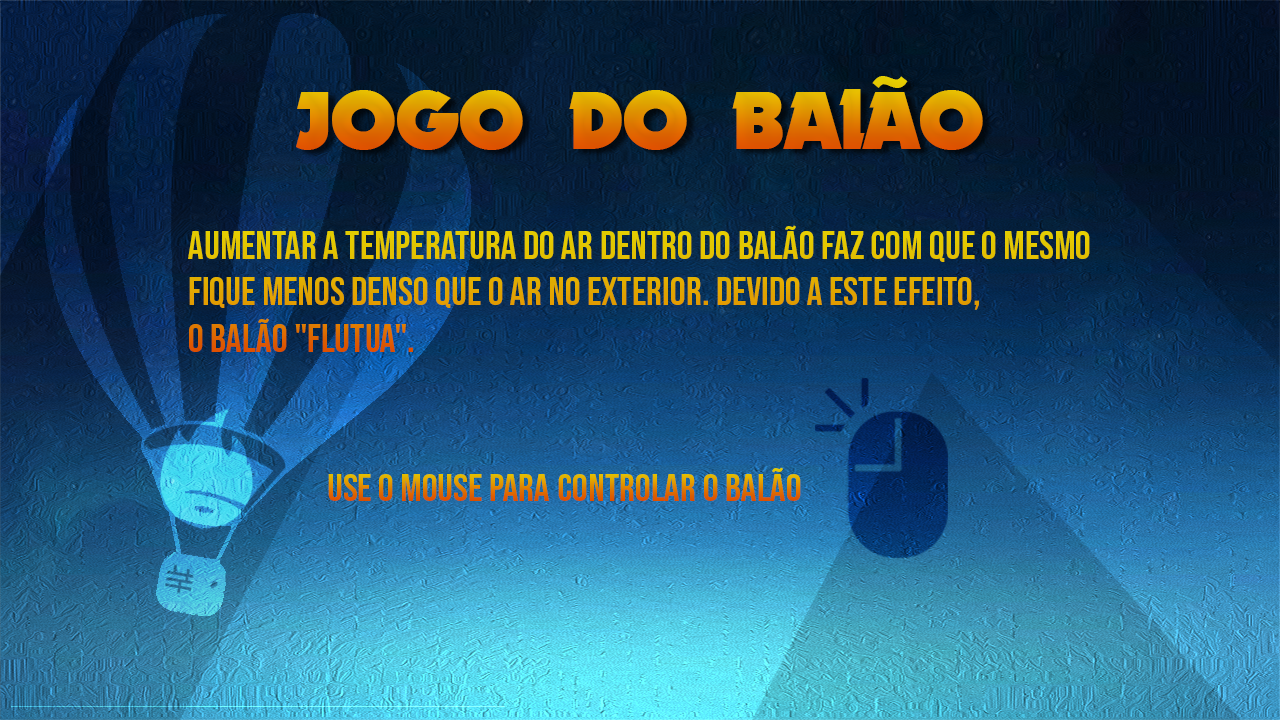 JOGO DO BALÃO
AUMENTAR A TEMPERATURA DO AR DENTRO DO BALÃO FAZ COM QUE O MESMO
FIQUE MENOS DENSO QUE O AR NO EXTERIOR. DEVIDO A ESTE EFEITO,
O BALÃO "FLUTUA".
USE O MOUSE PARA CONTROLAR O BALÃO
#